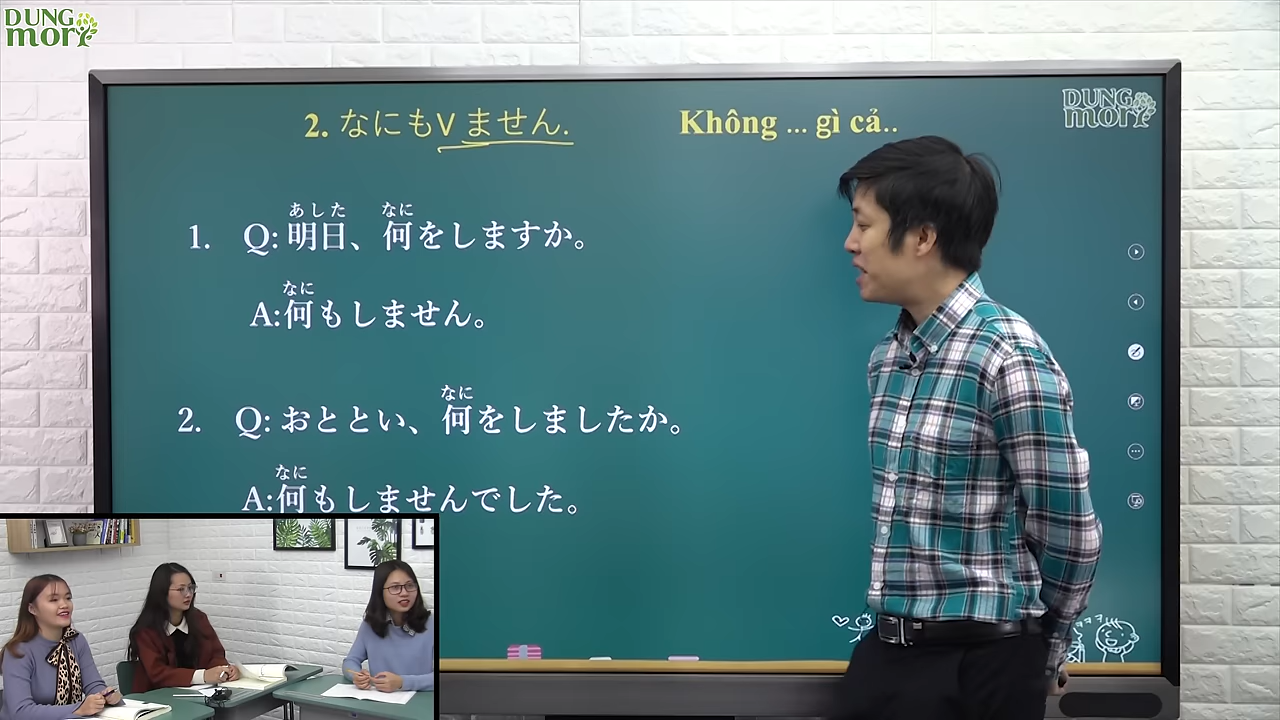 DUNG
mori
DUNG
mori
2. なにもV ません. Không ... gì cả..
あした なに
1. Q: 明日、何をしますか。
なに
A:何もしません。
なに
2. Q: おととい、何をしましたか。
なに
A:何もしませんでした。